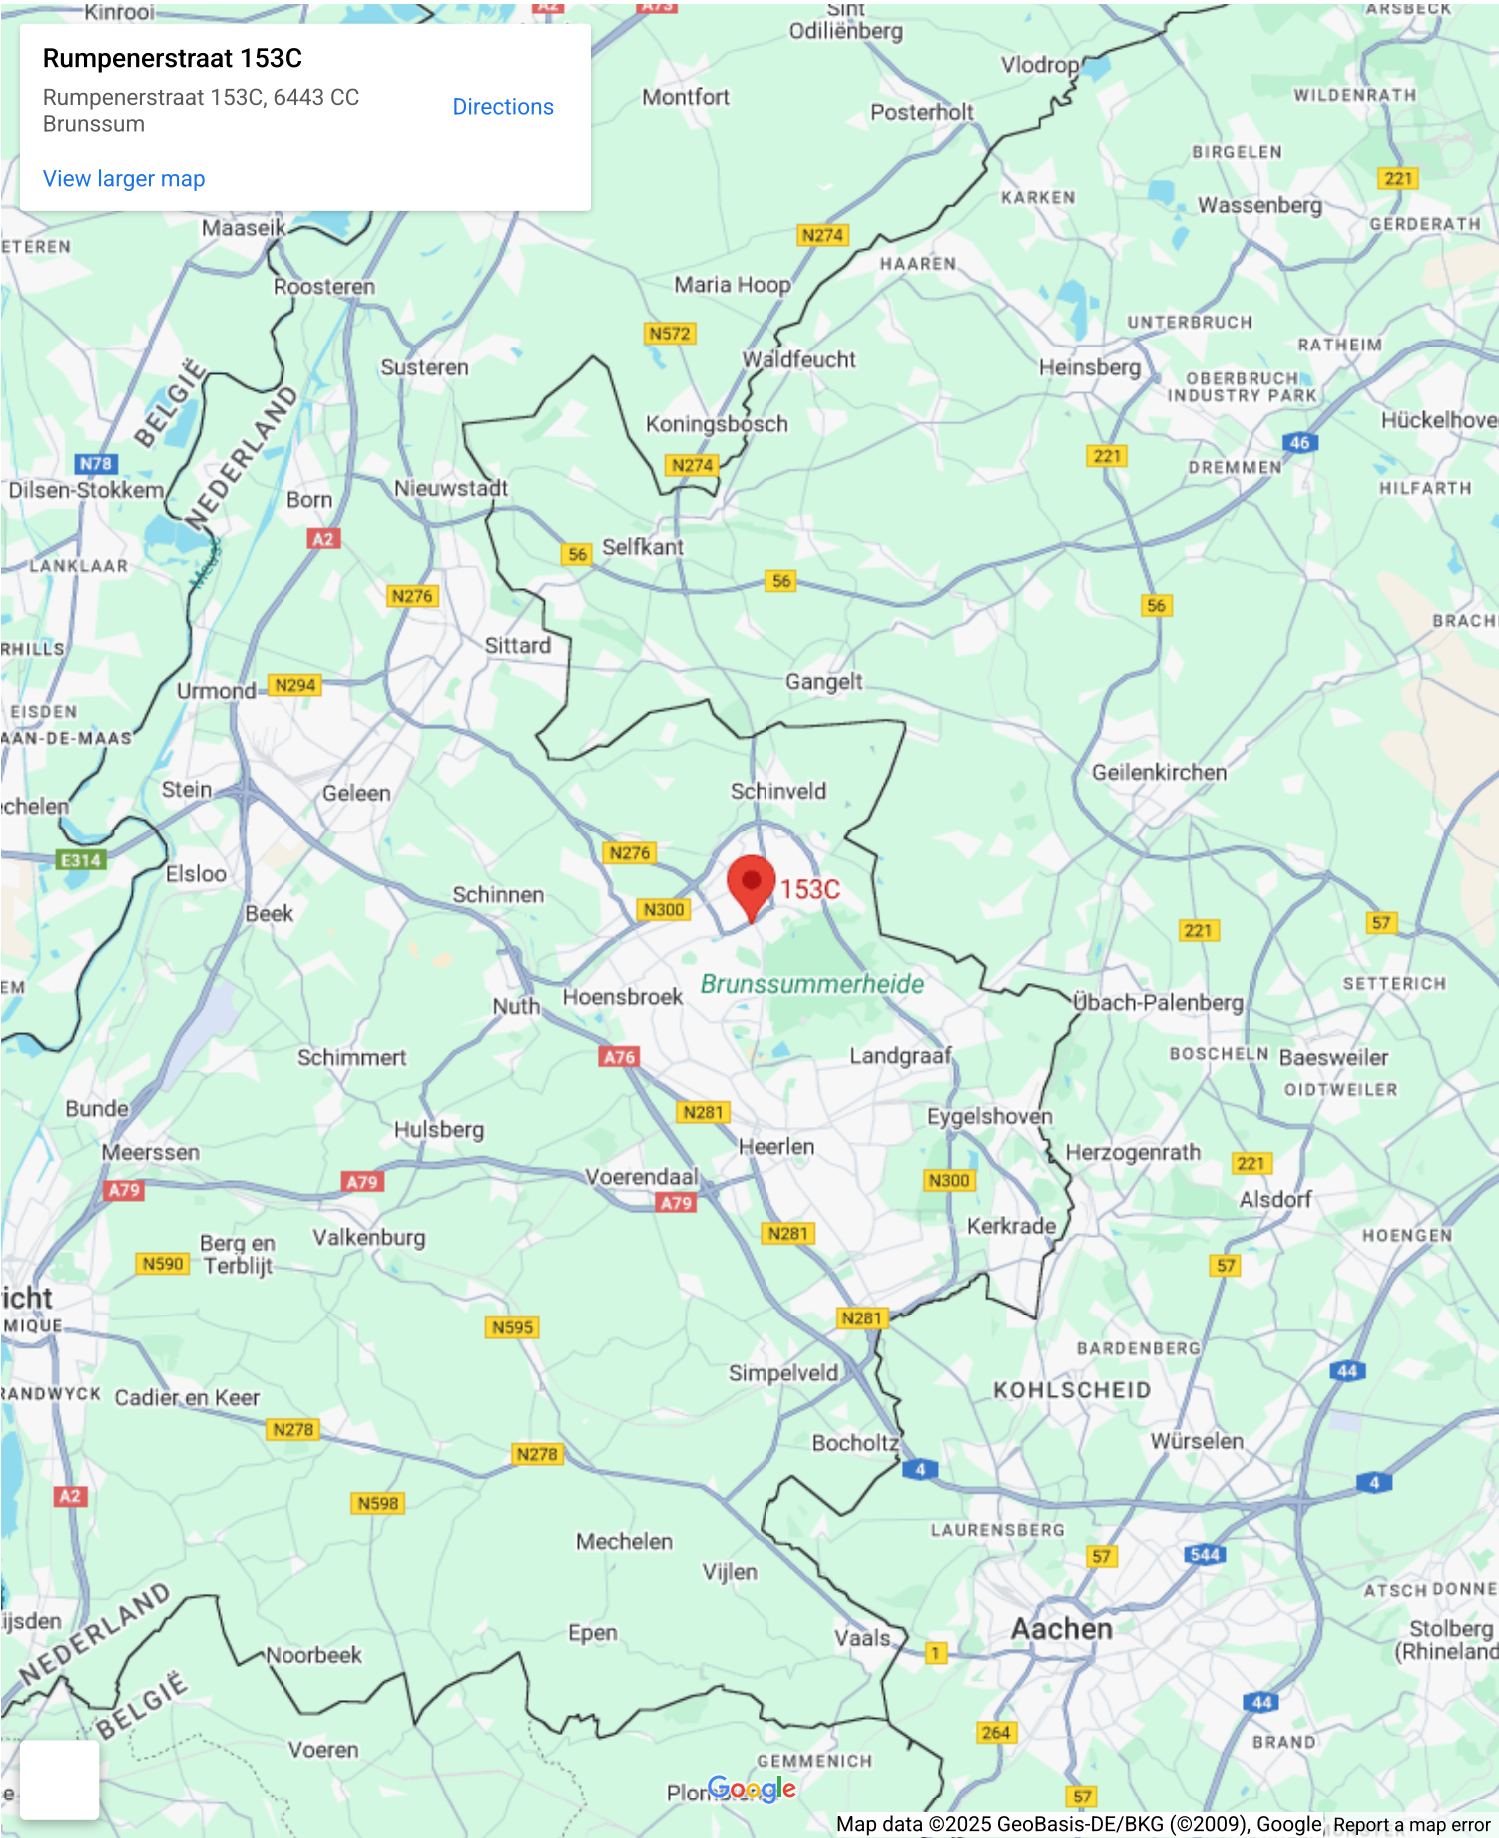 Kinrooi
A2
A73
Sint
Odiliënberg
ARSBECK
Rumpenerstraat 153C
Rumpenerstraat 153C, 6443 CC
Brunssum
Directions
View larger map
Vlodrop
Montfort
Posterholt
WILDENRATH
BIRGELEN
221
KARKEN
Wassenberg
GERDERATH
Maaseik
ETEREN
N274
HAAREN
Roosteren
Maria Hoop
UNTERBRUCH
N572
RATHEIM
Susteren
Waldfeucht
Heinsberg
OBERBRUCH
INDUSTRY PARK
BELGIË
NEDERLAND
Koningsbosch
Hückelhove
46
N78
N274
221
DREMMEN
Dilsen-Stokkem
Born
Nieuwstadt
HILFARTH
A2
56
Selfkant
LANKLAAR
Meuse
56
N276
56
BRACH
RHILLS
Sittard
Urmond
N294
Gangelt
EISDEN
AAN-DE-MAAS
Geilenkirchen
Stein
Geleen
Schinveld
echelen
E314
N276
Elsloo
153C
Schinnen
N300
Beek
221
57
EM
Brunssummerheide
SETTERICH
Nuth
Hoensbroek
Übach-Palenberg
Schimmert
A76
Landgraaf
BOSCHELN
Baesweiler
OIDTWEILER
Bunde
N281
Eygelshoven
Hulsberg
Meerssen
Heerlen
Herzogenrath
221
A79
A79
Voerendaal
A79
N300
Alsdorf
Kerkrade
Berg en
Terblijt
Valkenburg
N281
HOENGEN
N590
57
icht
MIQUE
N595
N281
BARDENBERG
44
Simpelveld
KOHLSCHEID
RANDWYCK
Cadier en Keer
N278
N278
Bocholtz
Würselen
4
4
A2
N598
LAURENSBERG
Mechelen
57
544
Vijlen
ATSCH
DONNE
NEDERLAND
ijsden
Epen
Vaals
Aachen
Stolberg
(Rhineland
Noorbeek
1
BELGIË
44
264
BRAND
Voeren
GEMMENICH
Google
57
Map data ©2025 GeoBasis-DE/BKG (©2009), Google
Report a map error